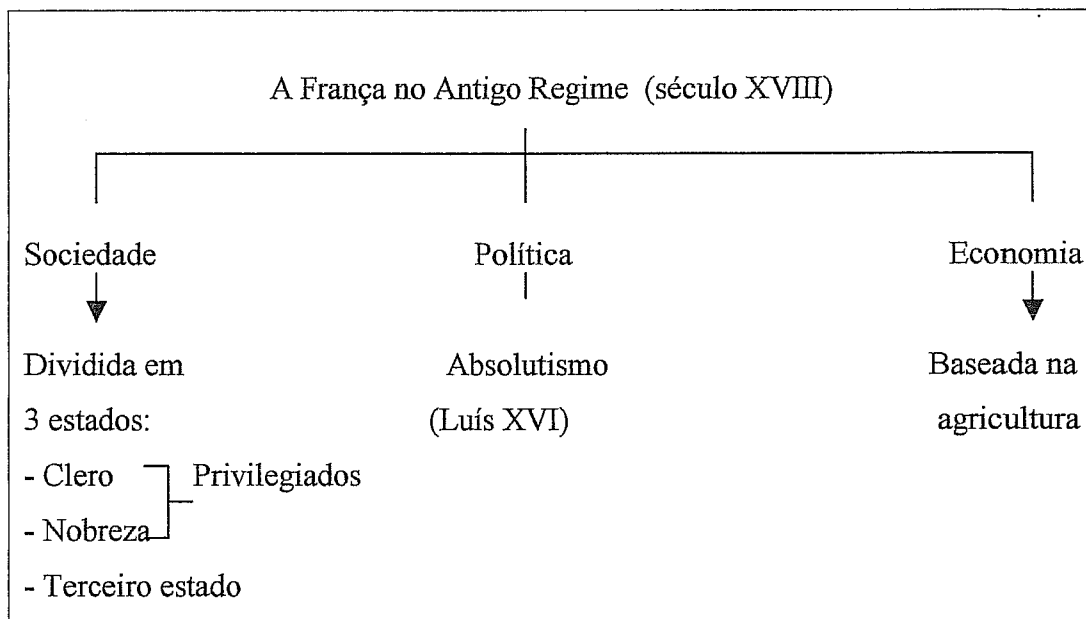 A França no Antigo Regime (século XVIII)
Sociedade
Política
Economia
Dividida em
3 estados:
- Clero
- Nobreza
Privilegiados
- Terceiro estado
Absolutismo
(Luís XVI)
Baseada na
agricultura